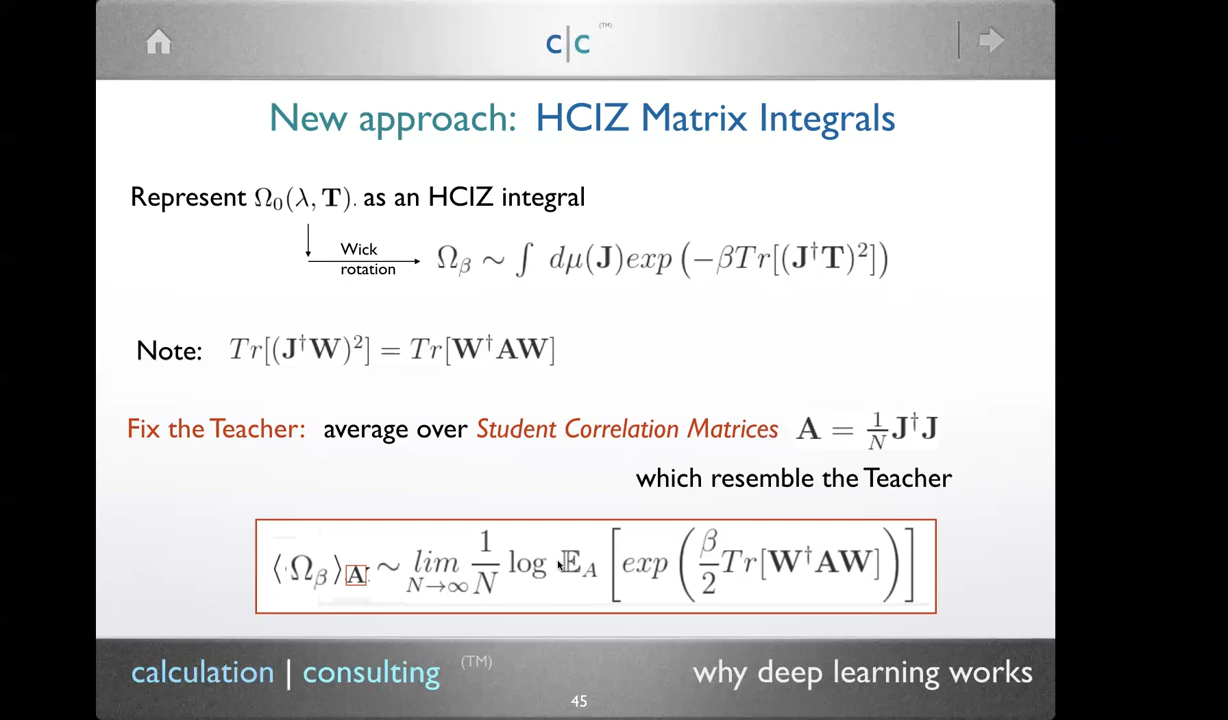 c|c (TM)
New approach: HCIZ Matrix Integrals
Represent Ω₀(λ, T). as an HCIZ integral
Wick
rotation
Ω_β ∼ ∫ dμ(J)exp (−βTr[(J†T)²])
Note: Tr[(J†W)²] = Tr[W†AW]
Fix the Teacher: average over Student Correlation Matrices A = 1/N J†J
which resemble the Teacher
⟨Ω_β⟩_A ∼ lim_{N→∞} 1/N log 𝔼_A [exp (β/2 Tr[W†AW])]
calculation | consulting (TM) why deep learning works
45